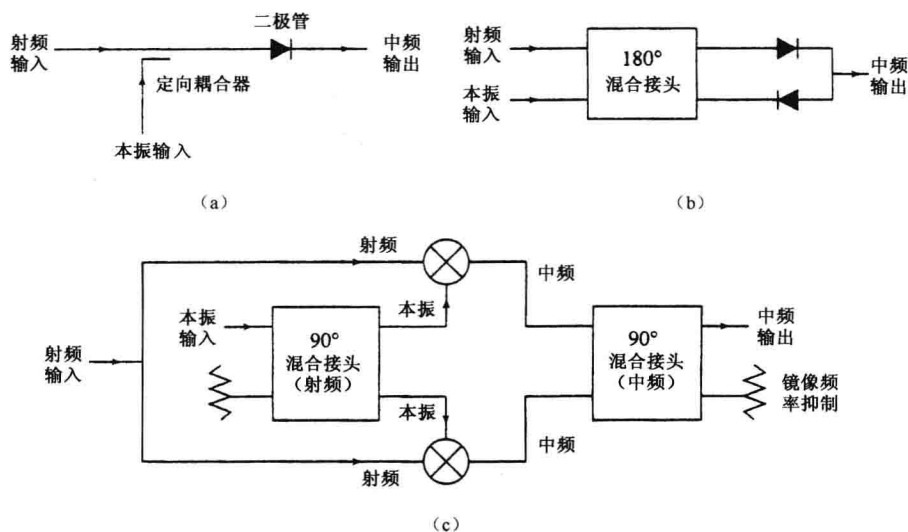 二极管
射频
输入
中频
输出
定向耦合器
本振输入
(a)
射频
输入
本振
输入
180°
混合接头
中频
输出
(b)
射频
中频
本振
本振
输入
90°
混合接头
(射频)
射频
输入
本振
射频
90°
混合接头
(中频)
中频
输出
镜像频
率抑制
中频
(c)